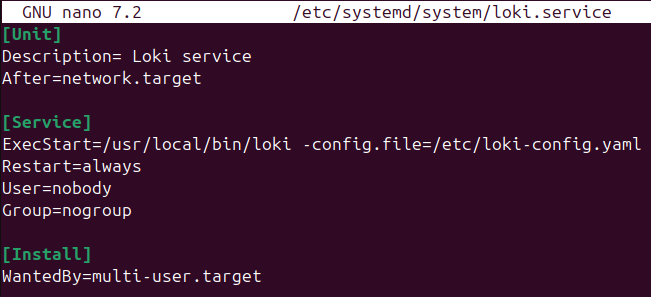 GNU nano 7.2 /etc/systemd/system/loki.service
[Unit]
Description= Loki service
After=network.target
[Service]
ExecStart=/usr/local/bin/loki -config.file=/etc/loki-config.yaml
Restart=always
User=nobody
Group=nogroup
[Install]
WantedBy=multi-user.target